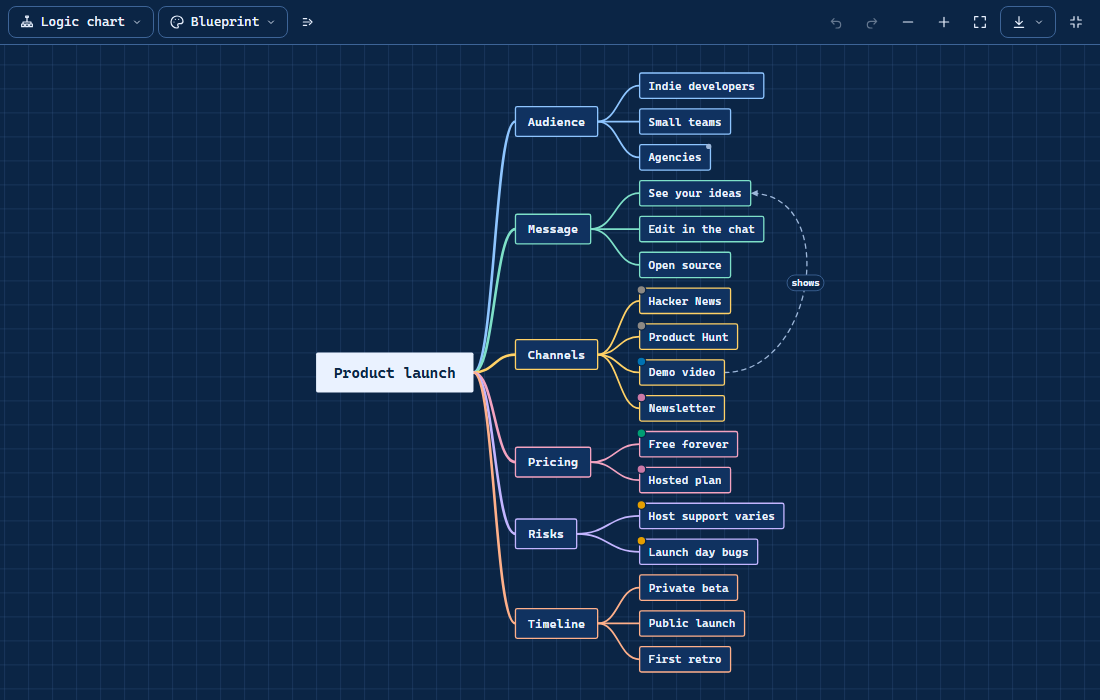 Logic chart
Blueprint
Product launch
Audience
Indie developers
Small teams
Agencies
Message
See your ideas
Edit in the chat
Open source
shows
Channels
Hacker News
Product Hunt
Demo video
Newsletter
Pricing
Free forever
Hosted plan
Risks
Host support varies
Launch day bugs
Timeline
Private beta
Public launch
First retro